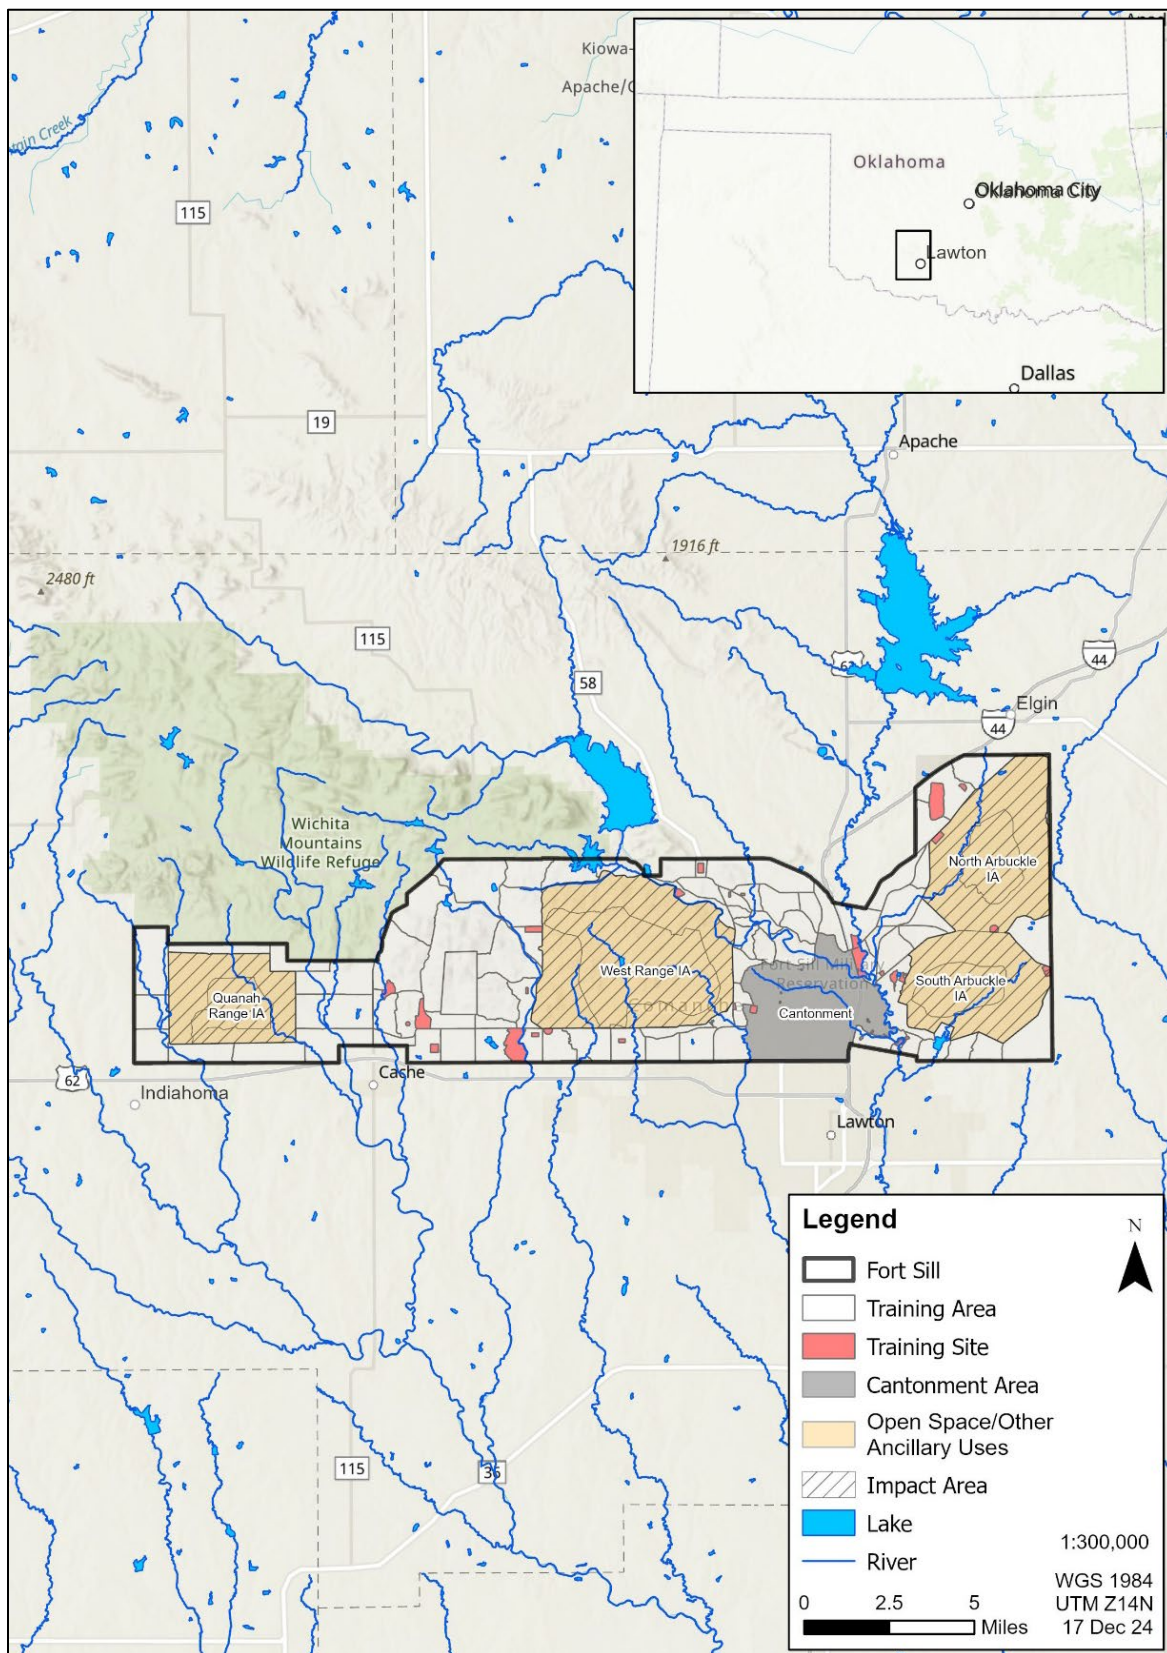 Kiowa-
Apache/C
Oklahoma
Oklahoma City
Lawton
Dallas
115
19
Apache
1916 ft
2480 ft
115
58
62
44
Elgin
44
Wichita
Mountains
Wildlife Refuge
North Arbuckle
IA
West Range IA
Fort Sill Military
Reservation
South Arbuckle
IA
Quanah
Range IA
Comanche
Cantonment
62
Cache
Indiahoma
Lawton
115
36
Legend
N
Fort Sill
Training Area
Training Site
Cantonment Area
Open Space/Other
Ancillary Uses
Impact Area
Lake
River
1:300,000
WGS 1984
UTM Z14N
17 Dec 24
0 2.5 5
Miles